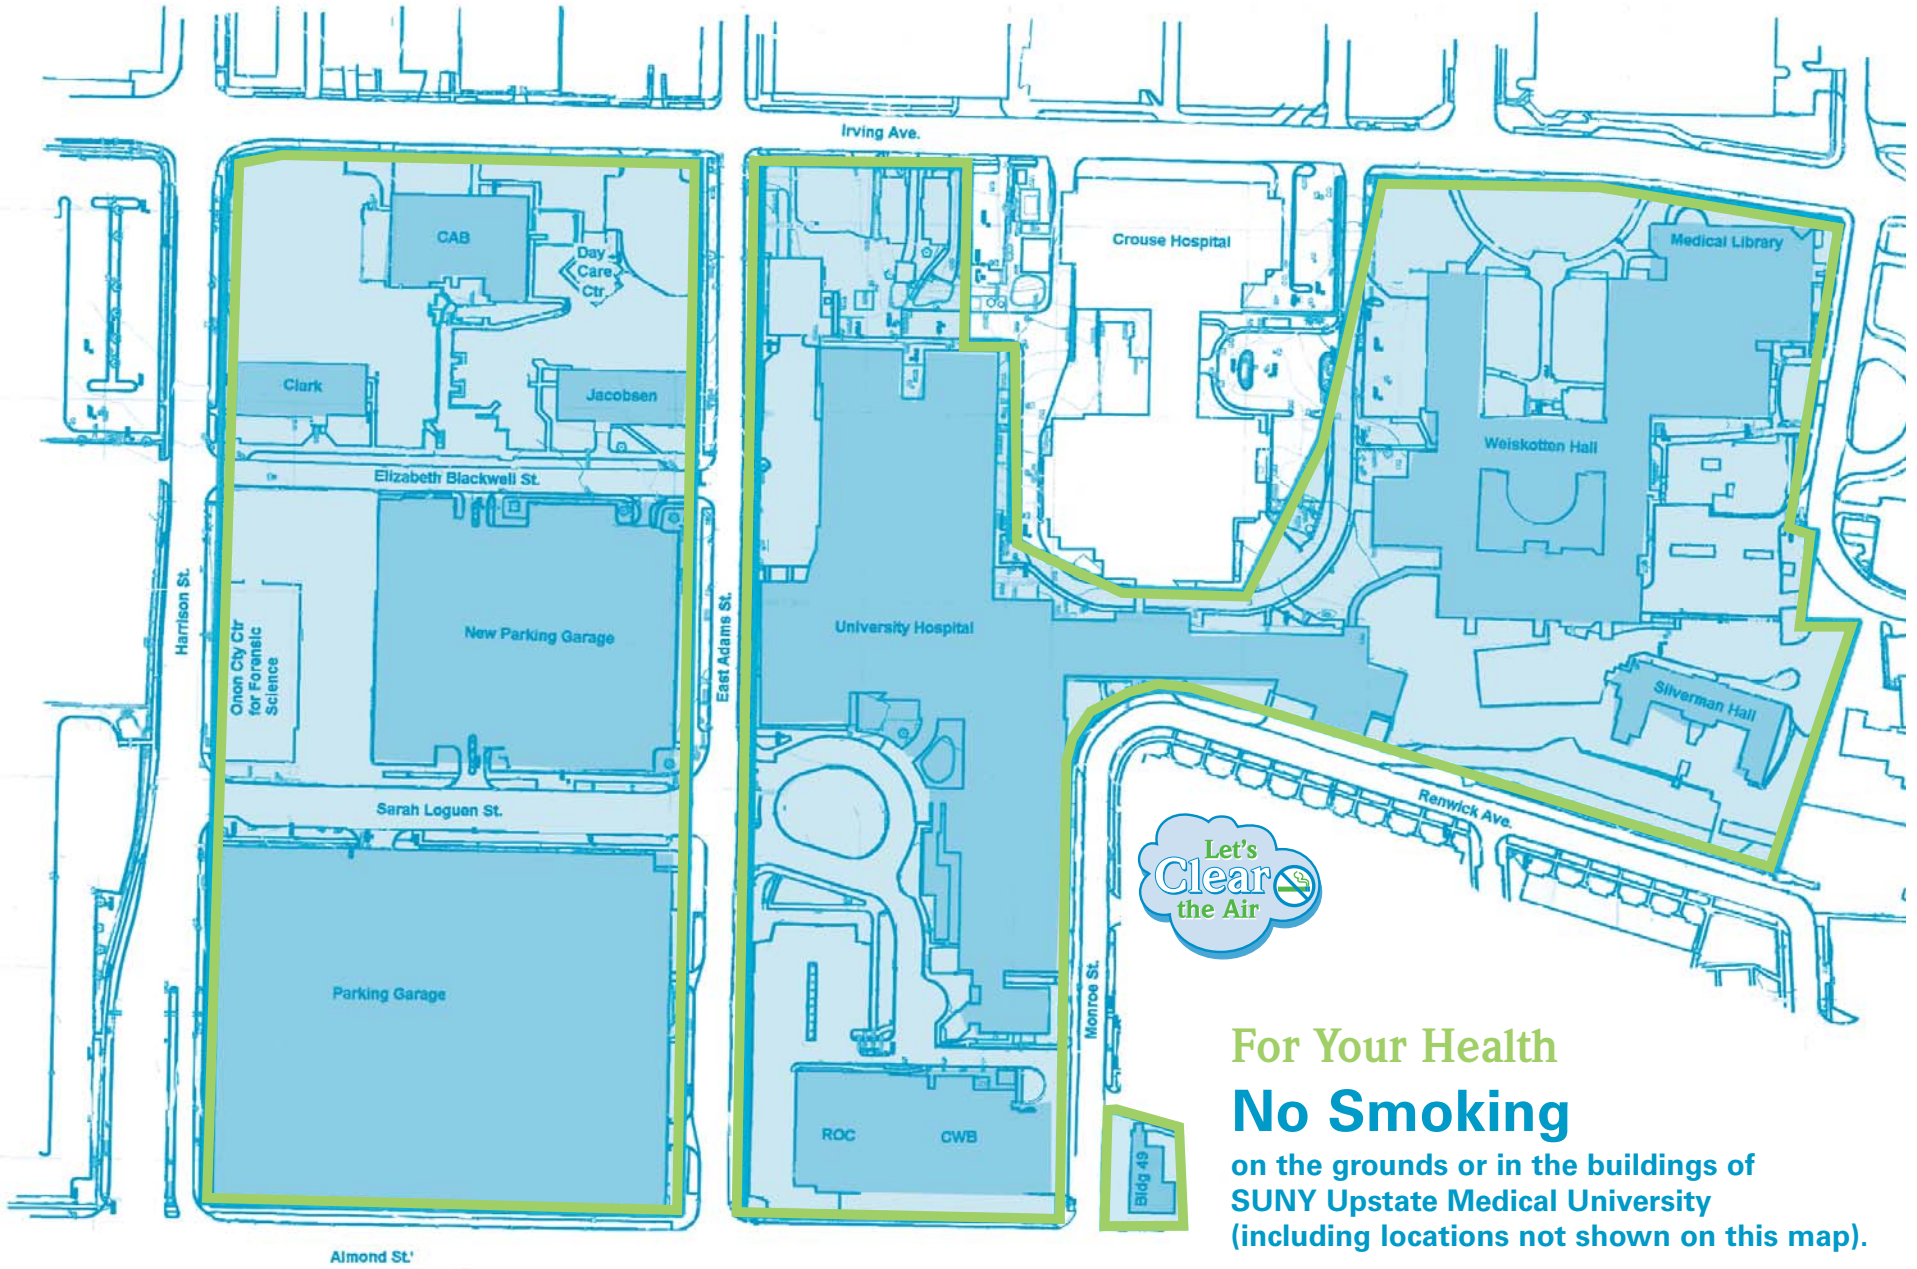 Irving Ave.
CAB
Day
Care
Ctr
Crouse Hospital
Medical Library
Clark
Jacobsen
Weiskotten Hall
Elizabeth Blackwell St.
Harrison St.
Onon Cty Ctr
for Forensic
Science
New Parking Garage
East Adams St.
University Hospital
Silverman Hall
Sarah Loguen St.
Renwick Ave.
Let's
Clear
the Air
Parking Garage
Monroe St.
ROC
CWB
Bldg 49
For Your Health
No Smoking
on the grounds or in the buildings of
SUNY Upstate Medical University
(including locations not shown on this map).
Almond St.'